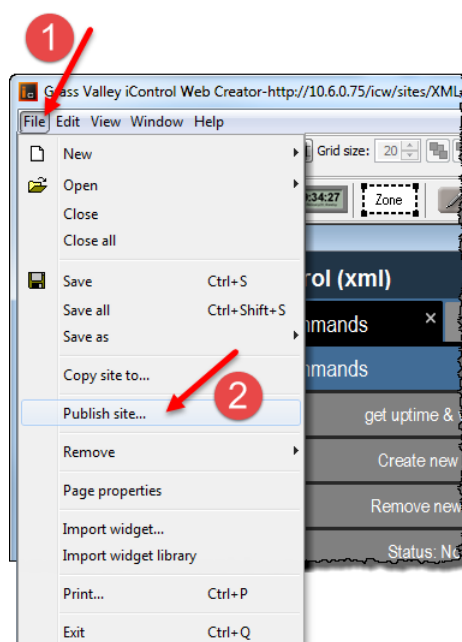 1
Grass Valley iControl Web Creator-http://10.6.0.75/icw/sites/XML
File Edit View Window Help
New
Grid size: 20
Open
:34:27 Zone
Close
Close all
Save Ctrl+S
rol (xml)
Save all Ctrl+Shift+S
mmands ×
Save as
Copy site to...
mmands
2
Publish site...
get uptime &
Remove
Create new
Page properties
Remove new
Import widget...
Import widget library
Status: No
Print... Ctrl+P
Exit Ctrl+Q